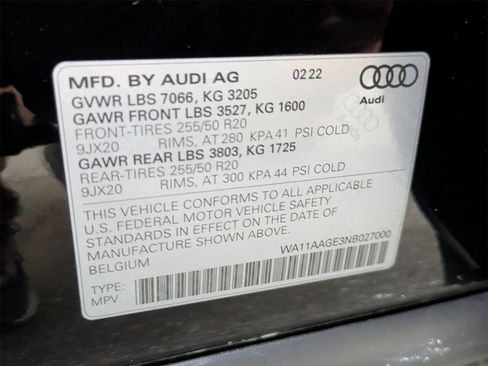 MFD. BY AUDI AG 02.22
GVWR LBS 7066, KG 3205
GAWR FRONT LBS 3527, KG 1600
FRONT-TIRES 255/50 R20
9JX20 RIMS, AT 280 KPA 41 PSI COLD
GAWR REAR LBS 3803, KG 1725
REAR-TIRES 255/50 R20
9JX20 RIMS, AT 300 KPA 44 PSI COLD
THIS VEHICLE CONFORMS TO ALL APPLICABLE
U.S. FEDERAL MOTOR VEHICLE SAFETY
STANDARDS IN EFFECT ON THE DATE OF
MANUFACTURE SHOWN ABOVE.
BELGIUM
WA11AAGE3NB027000
TYPE:
MPV
Audi